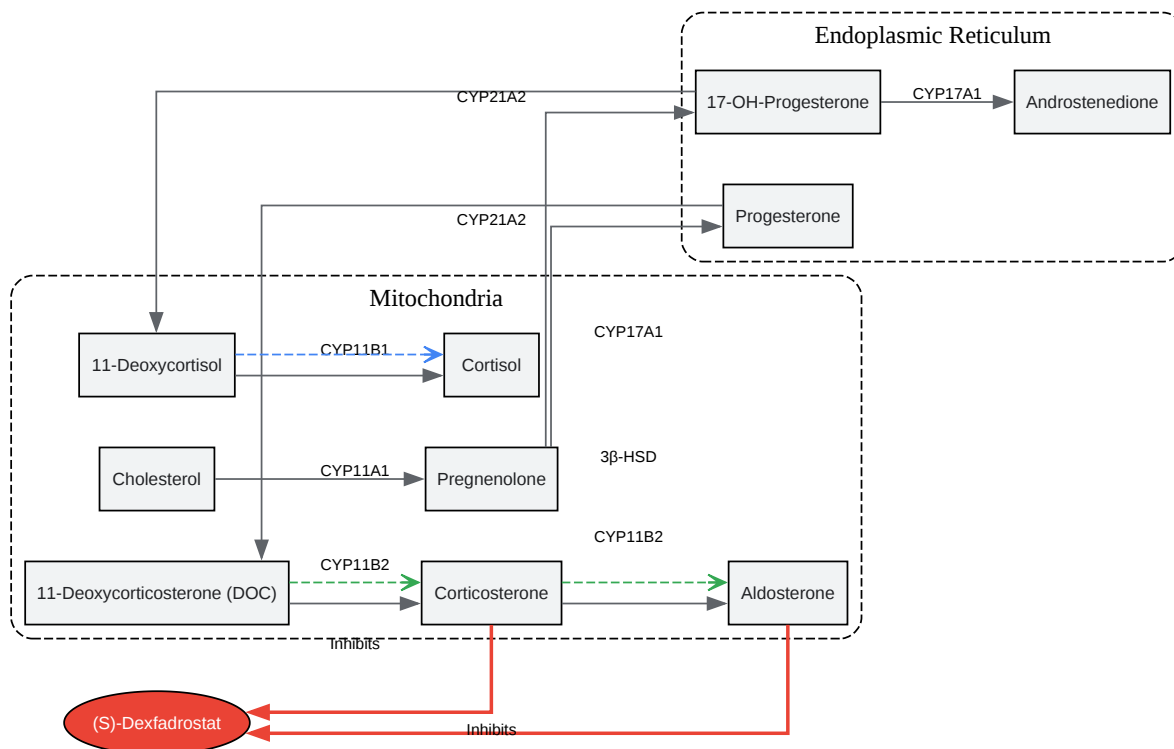 Endoplasmic Reticulum
CYP21A2
17-OH-Progesterone
CYP17A1
Androstenedione
CYP21A2
Progesterone
Mitochondria
11-Deoxycortisol
CYP11B1
Cortisol
CYP17A1
Cholesterol
CYP11A1
Pregnenolone
3β-HSD
11-Deoxycorticosterone (DOC)
CYP11B2
Corticosterone
CYP11B2
Aldosterone
Inhibits
(S)-Dexfadrostat
Inhibits